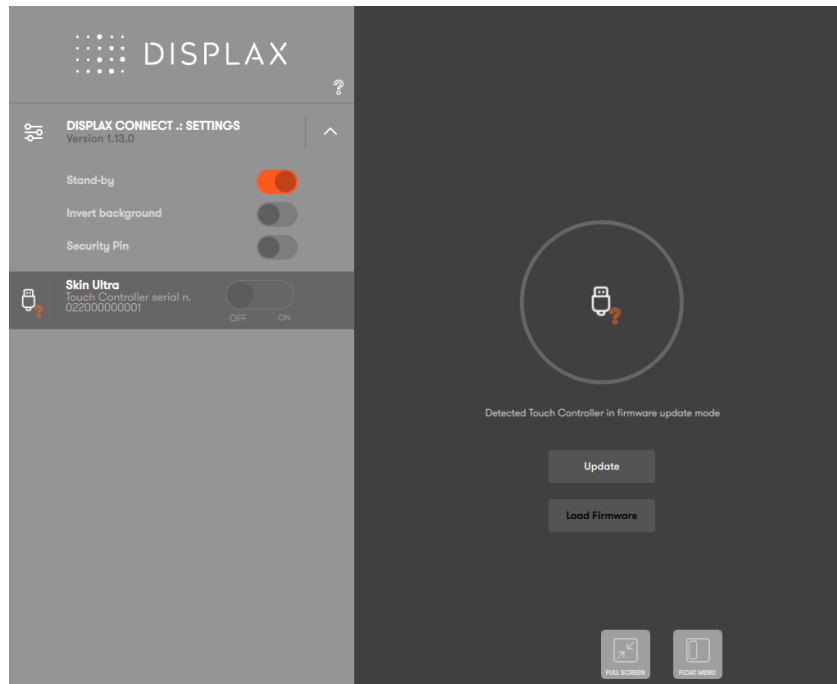 DISPLAX
?
DISPLAX CONNECT .: SETTINGS
Version 1.13.0
Stand-by
Invert background
Security Pin
Skin Ultra
Touch Controller serial n.
022000000001
?
OFF ON
?
Detected Touch Controller in firmware update mode
Update
Load Firmware
FULL SCREEN
FLOAT MENU